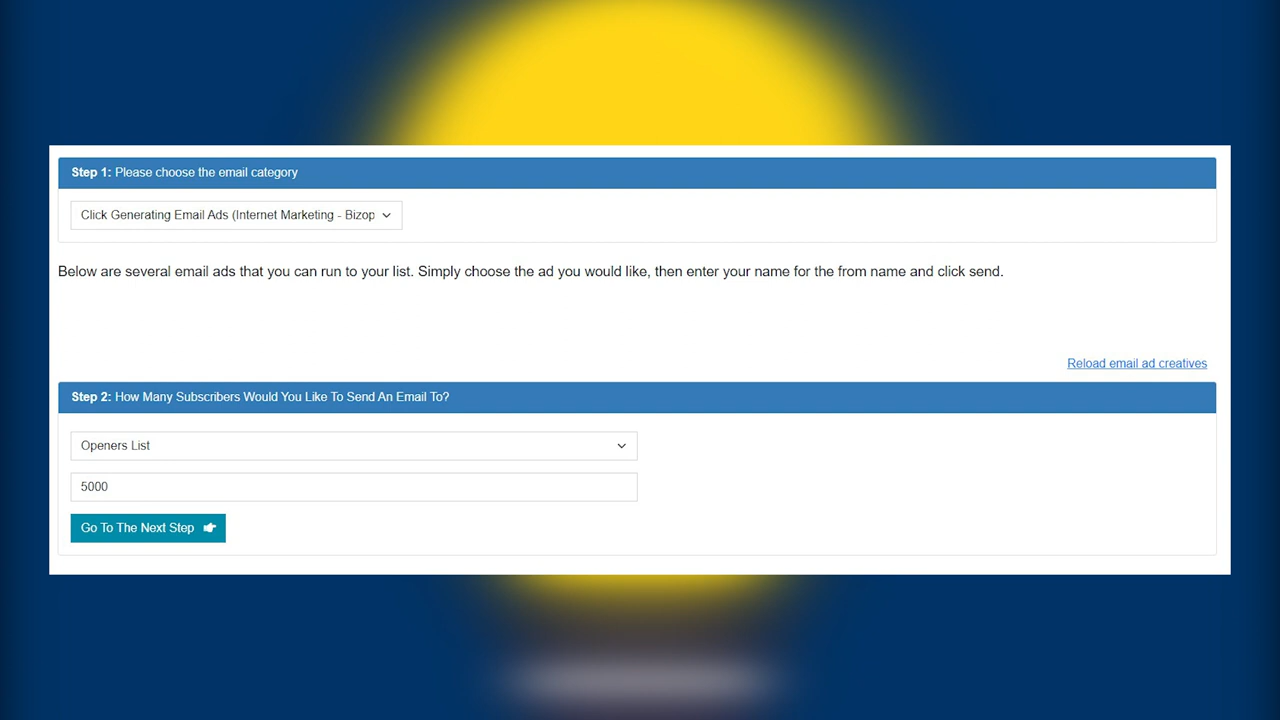 Step 1: Please choose the email category
Click Generating Email Ads (Internet Marketing - Bizop
Below are several email ads that you can run to your list. Simply choose the ad you would like, then enter your name for the from name and click send.
Reload email ad creatives
Step 2: How Many Subscribers Would You Like To Send An Email To?
Openers List
5000
Go To The Next Step